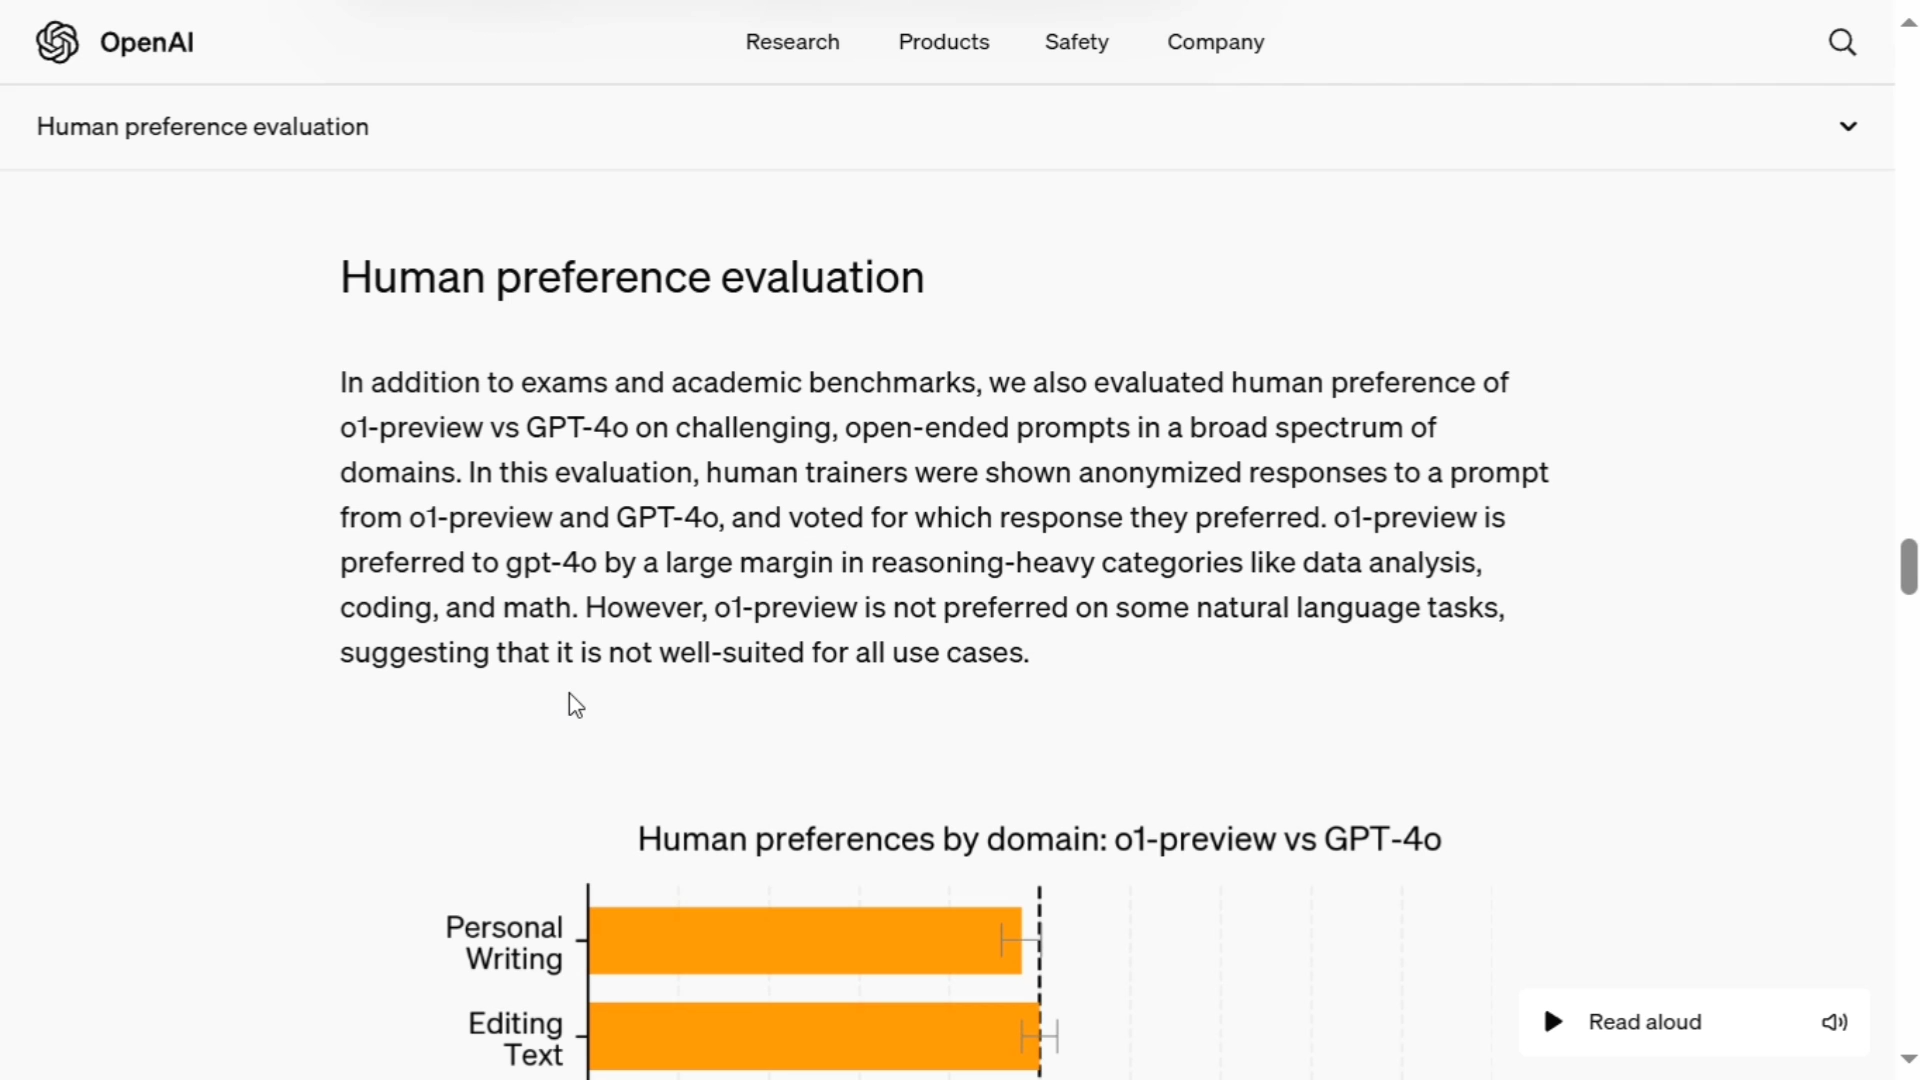 OpenAI
Research Products Safety Company
Human preference evaluation
Human preference evaluation
In addition to exams and academic benchmarks, we also evaluated human preference of
o1-preview vs GPT-4o on challenging, open-ended prompts in a broad spectrum of
domains. In this evaluation, human trainers were shown anonymized responses to a prompt
from o1-preview and GPT-4o, and voted for which response they preferred. o1-preview is
preferred to gpt-4o by a large margin in reasoning-heavy categories like data analysis,
coding, and math. However, o1-preview is not preferred on some natural language tasks,
suggesting that it is not well-suited for all use cases.
Human preferences by domain: o1-preview vs GPT-4o
Personal
Writing
Editing
Text
Read aloud